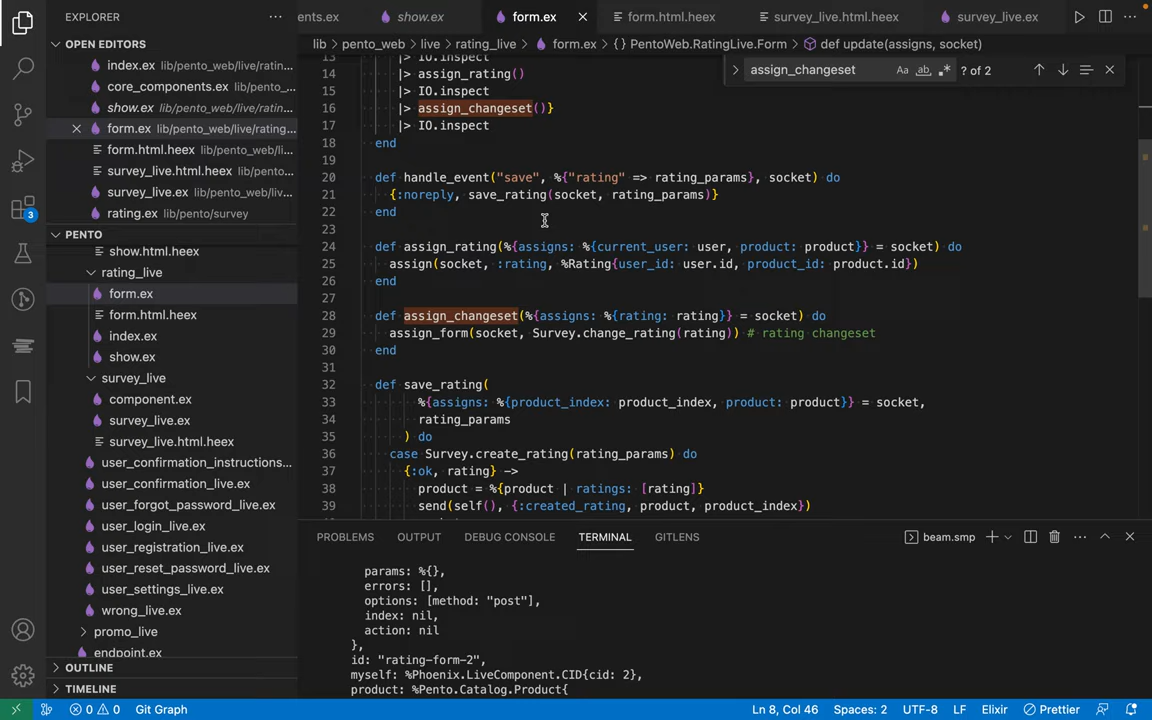 EXPLORER
OPEN EDITORS
index.ex lib/pento_web/live/ratin...
core_components.ex lib/pento_...
show.ex lib/pento_web/live/ratin...
form.ex lib/pento_web/live/rating...
form.html.heex lib/pento_web/li...
survey_live.html.heex lib/pento...
survey_live.ex lib/pento_web/liv...
rating.ex lib/pento/survey
PENTO
show.html.heex
rating_live
form.ex
form.html.heex
index.ex
show.ex
survey_live
component.ex
survey_live.ex
survey_live.html.heex
user_confirmation_instructions...
user_confirmation_live.ex
user_forgot_password_live.ex
user_login_live.ex
user_registration_live.ex
user_reset_password_live.ex
user_settings_live.ex
wrong_live.ex
promo_live
endpoint.ex
OUTLINE
TIMELINE
3
ents.ex show.ex form.ex form.html.heex survey_live.html.heex survey_live.ex
lib > pento_web > live > rating_live > form.ex > {} PentoWeb.RatingLive.Form > def update(assigns, socket)
assign_changeset Aa ab ? of 2
13 |> IO.inspect
14 |> assign_rating()
15 |> IO.inspect
16 |> assign_changeset()}
17 |> IO.inspect
18 end
19
20 def handle_event("save", %{"rating" => rating_params}, socket) do
21 {:noreply, save_rating(socket, rating_params)}
22 end
23
24 def assign_rating(%{assigns: %{current_user: user, product: product}} = socket) do
25 assign(socket, :rating, %Rating{user_id: user.id, product_id: product.id})
26 end
27
28 def assign_changeset(%{assigns: %{rating: rating}} = socket) do
29 assign_form(socket, Survey.change_rating(rating)) # rating changeset
30 end
31
32 def save_rating(
33 %{assigns: %{product_index: product_index, product: product}} = socket,
34 rating_params
35 ) do
36 case Survey.create_rating(rating_params) do
37 {:ok, rating} ->
38 product = %{product | ratings: [rating]}
39 send(self(), {:created_rating, product, product_index})
PROBLEMS OUTPUT DEBUG CONSOLE TERMINAL GITLENS beam.smp
params: %{},
errors: [],
options: [method: "post"],
index: nil,
action: nil
},
id: "rating-form-2",
myself: %Phoenix.LiveComponent.CID{cid: 2},
product: %Pento.Catalog.Product{
0 0 Git Graph Ln 8, Col 46 Spaces: 2 UTF-8 LF Elixir Prettier